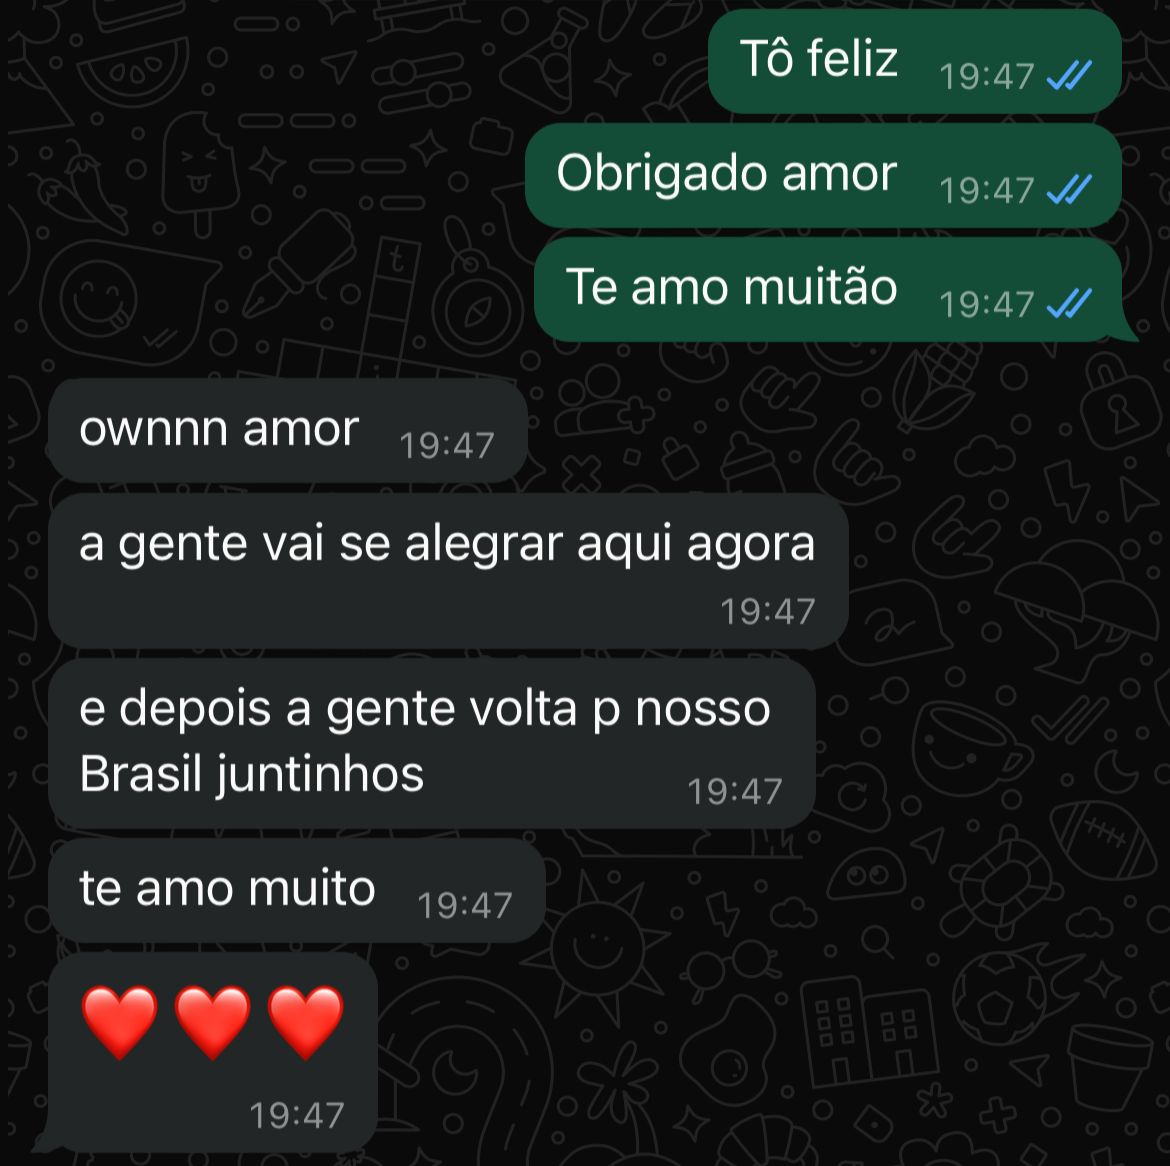 Tô feliz 19:47
Obrigado amor 19:47
Te amo muitão 19:47
ownnn amor 19:47
a gente vai se alegrar aqui agora
19:47
e depois a gente volta p nosso
Brasil juntinhos 19:47
te amo muito 19:47
❤️❤️❤️
19:47